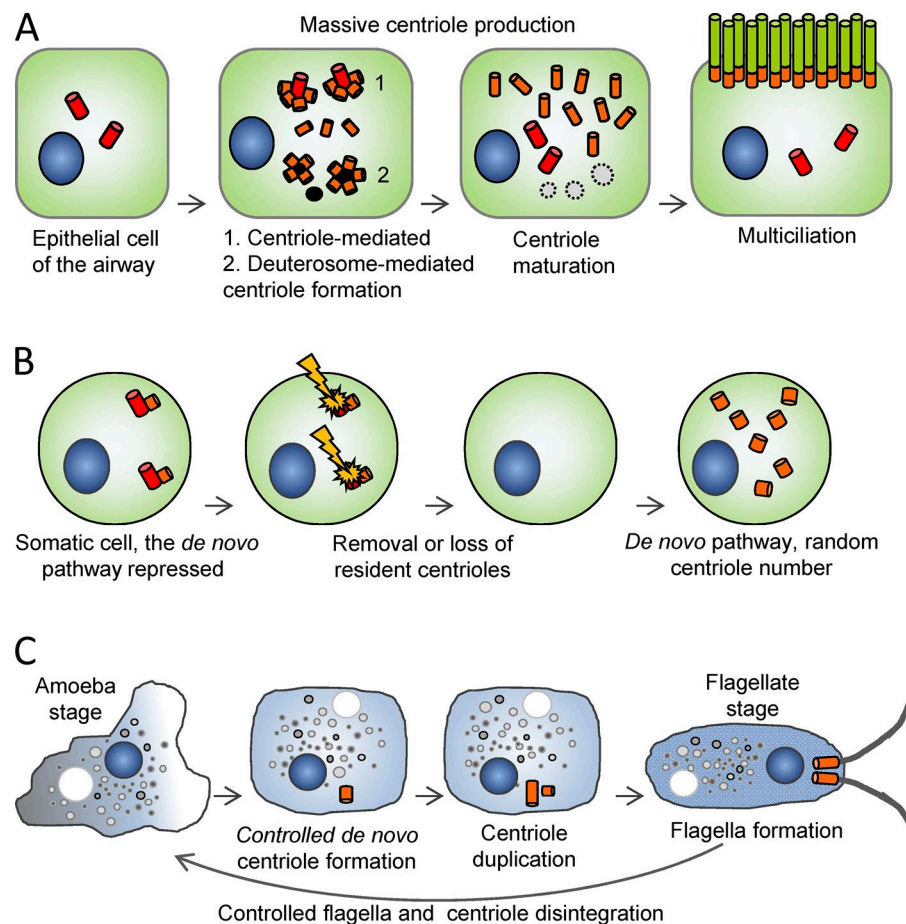 A
Massive centriole production
1
2
Epithelial cell
of the airway
1. Centriole-mediated
2. Deuterosome-mediated
centriole formation
Centriole
maturation
Multiciliation
B
Somatic cell, the de novo
pathway repressed
Removal or loss of
resident centrioles
De novo pathway, random
centriole number
C
Amoeba
stage
Flagellate
stage
Controlled de novo
centriole formation
Centriole
duplication
Flagella formation
Controlled flagella and centriole disintegration